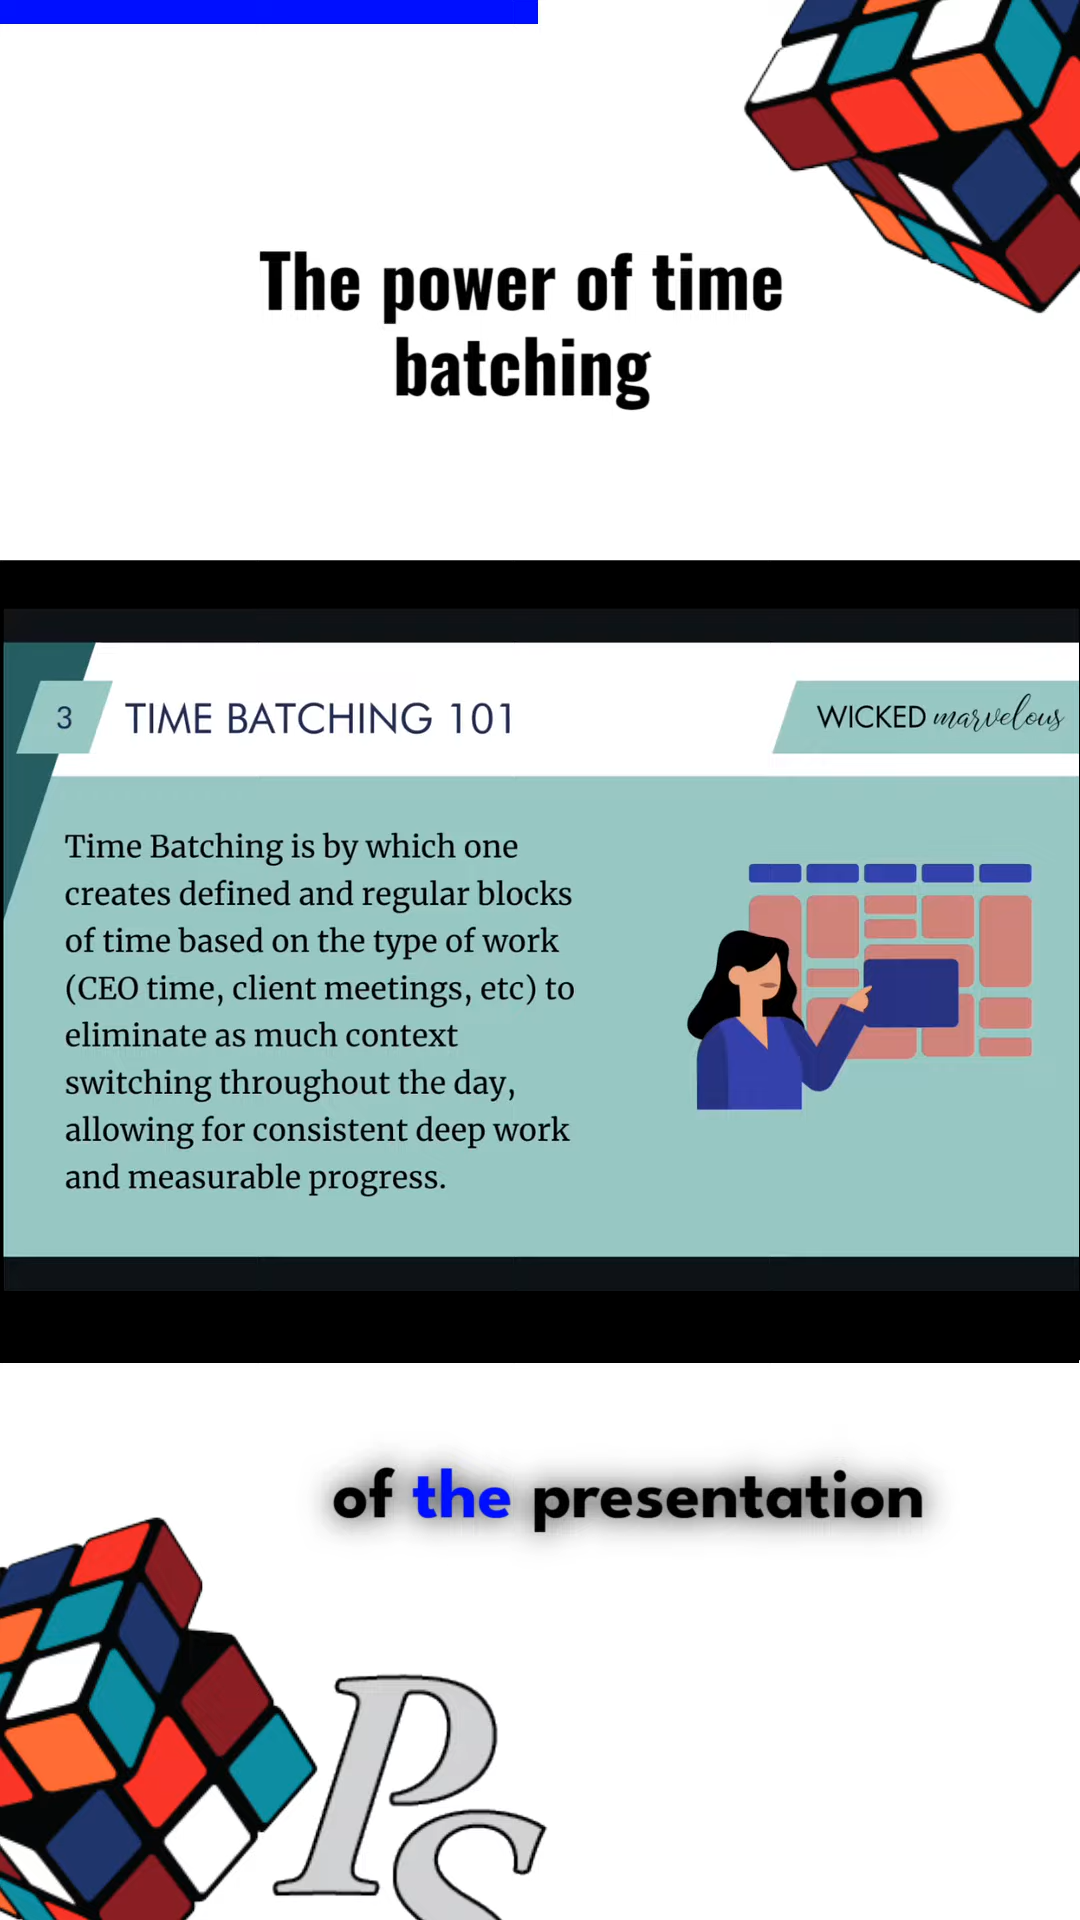 The power of time
batching
3
TIME BATCHING 101
WICKED marvelous
Time Batching is by which one
creates defined and regular blocks
of time based on the type of work
(CEO time, client meetings, etc) to
eliminate as much context
switching throughout the day,
allowing for consistent deep work
and measurable progress.
of the presentation
PS